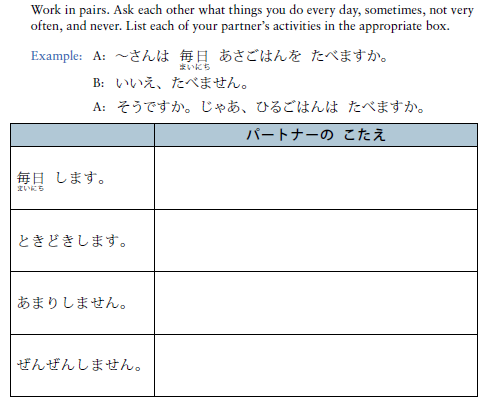 Work in pairs. Ask each other what things you do every day, sometimes, not very
often, and never. List each of your partner's activities in the appropriate box.
Example: A: ～さんは 毎日 あさごはんを たべますか。
まいにち
B: いいえ、たべません。
A: そうですか。じゃあ、ひるごはんは たべますか。
パートナーの こたえ
毎日 します。
まいにち
ときどきします。
あまりしません。
ぜんぜんしません。